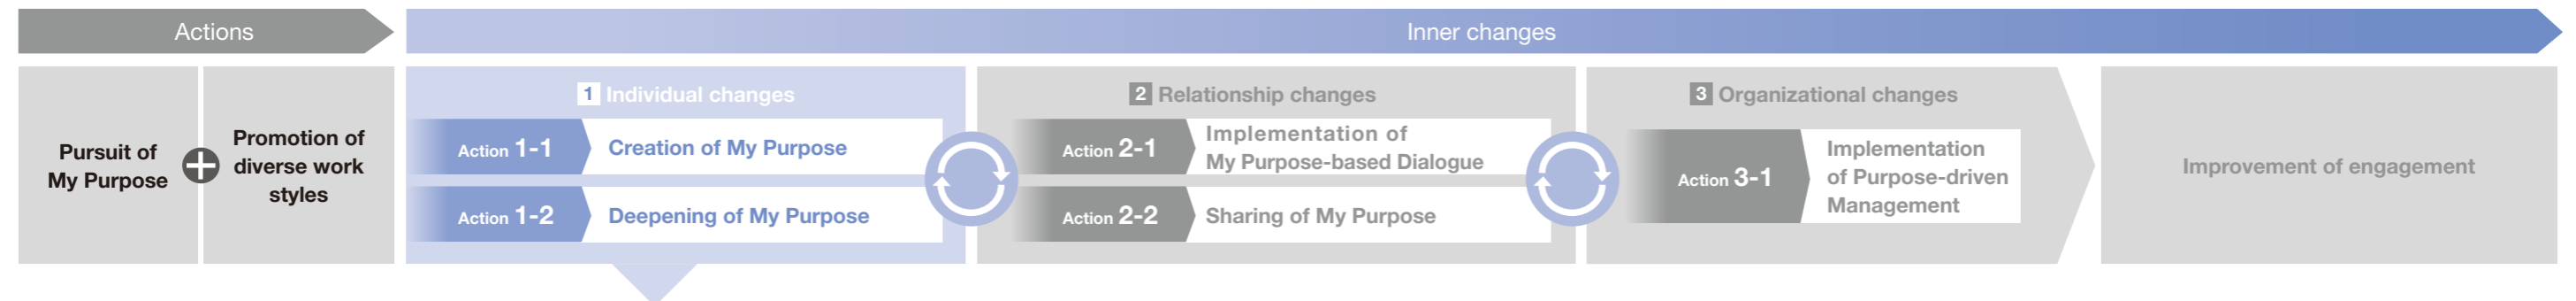 Actions
Inner changes
Pursuit of
My Purpose
Promotion of
diverse work
styles
1 Individual changes
Action 1-1
Creation of My Purpose
Action 1-2
Deepening of My Purpose
2 Relationship changes
Action 2-1
Implementation of
My Purpose-based Dialogue
Action 2-2
Sharing of My Purpose
3 Organizational changes
Action 3-1
Implementation
of Purpose-driven
Management
Improvement of engagement